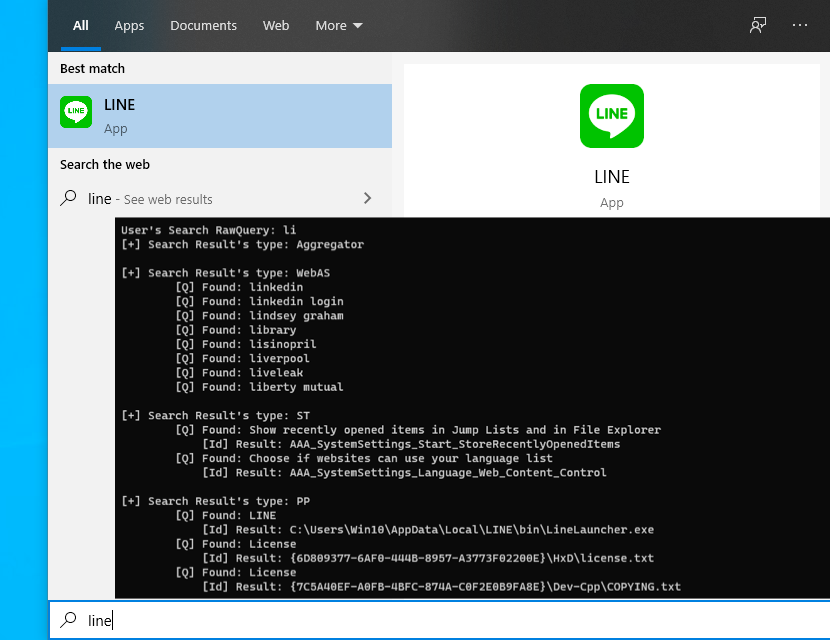 All Apps Documents Web More
Best match
LINE
LINE
App
LINE
LINE
App
Search the web
line - See web results
User's Search RawQuery: li
[+] Search Result's type: Aggregator
[+] Search Result's type: WebAS
[Q] Found: linkedin
[Q] Found: linkedin login
[Q] Found: lindsey graham
[Q] Found: library
[Q] Found: lisinopril
[Q] Found: liverpool
[Q] Found: liveleak
[Q] Found: liberty mutual
[+] Search Result's type: ST
[Q] Found: Show recently opened items in Jump Lists and in File Explorer
[Id] Result: AAA_SystemSettings_Start_StoreRecentlyOpenedItems
[Q] Found: Choose if websites can use your language list
[Id] Result: AAA_SystemSettings_Language_Web_Content_Control
[+] Search Result's type: PP
[Q] Found: LINE
[Id] Result: C:\Users\Win10\AppData\Local\LINE\bin\LineLauncher.exe
[Q] Found: License
[Id] Result: {6D809377-6AF0-444B-8957-A3773F02200E}\HxD\license.txt
[Q] Found: License
[Id] Result: {7C5A40EF-A0FB-4BFC-874A-C0F2E0B9FA8E}\Dev-Cpp\COPYING.txt
line